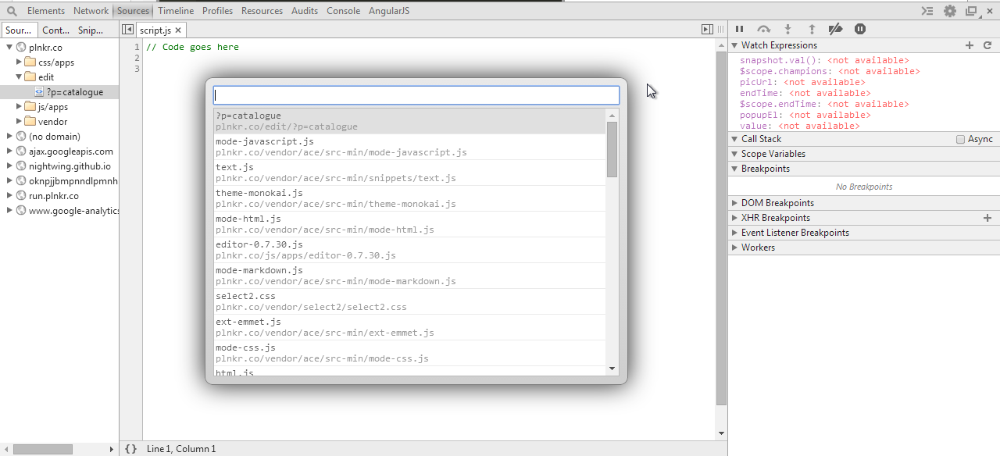 Elements Network Sources Timeline Profiles Resources Audits Console AngularJS
Sour... Cont... Snip...
plnkr.co
css/apps
edit
?p=catalogue
js/apps
vendor
(no domain)
ajax.googleapis.com
nightwing.github.io
oknpjjbmpnndlpmnh
run.plnkr.co
www.google-analytics
script.js
1 // Code goes here
2
3
?p=catalogue
plnkr.co/edit/?p=catalogue
mode-javascript.js
plnkr.co/vendor/ace/src-min/mode-javascript.js
text.js
plnkr.co/vendor/ace/src-min/snippets/text.js
theme-monokai.js
plnkr.co/vendor/ace/src-min/theme-monokai.js
mode-html.js
plnkr.co/vendor/ace/src-min/mode-html.js
editor-0.7.30.js
plnkr.co/js/apps/editor-0.7.30.js
mode-markdown.js
plnkr.co/vendor/ace/src-min/mode-markdown.js
select2.css
plnkr.co/vendor/select2/select2.css
ext-emmet.js
plnkr.co/vendor/ace/src-min/ext-emmet.js
mode-css.js
plnkr.co/vendor/ace/src-min/mode-css.js
html.js
{} Line 1, Column 1
Watch Expressions
snapshot.val(): <not available>
$scope.champions: <not available>
picUrl: <not available>
endTime: <not available>
$scope.endTime: <not available>
popupEl: <not available>
value: <not available>
Call Stack Async
Scope Variables
Breakpoints
No Breakpoints
DOM Breakpoints
XHR Breakpoints
Event Listener Breakpoints
Workers